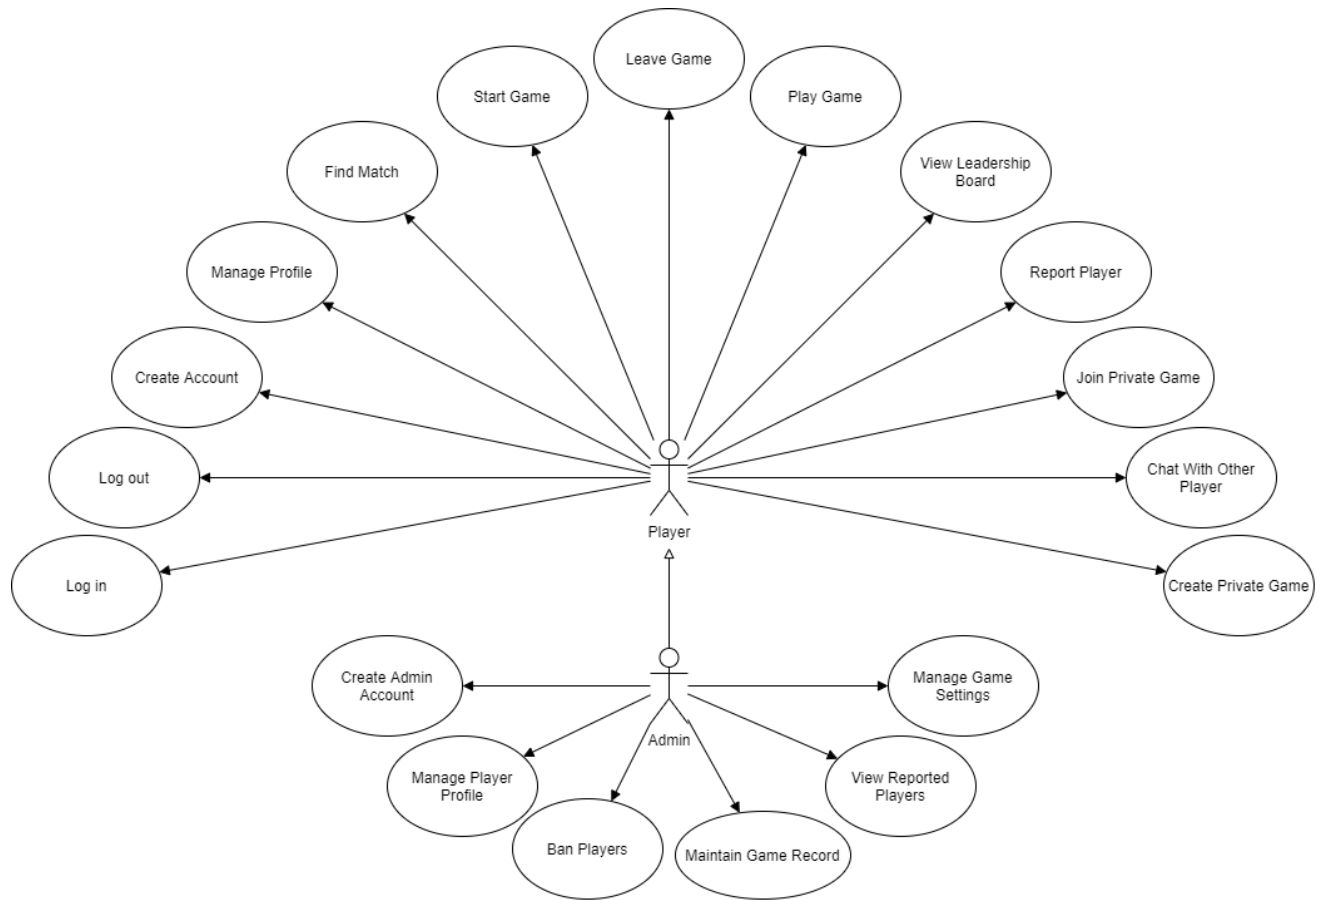 Leave Game
Start Game
Play Game
Find Match
View Leadership
Board
Manage Profile
Report Player
Create Account
Join Private Game
Log out
Chat With Other
Player
Player
Log in
Create Private Game
Create Admin
Account
Manage Game
Settings
Admin
Manage Player
Profile
View Reported
Players
Ban Players
Maintain Game Record